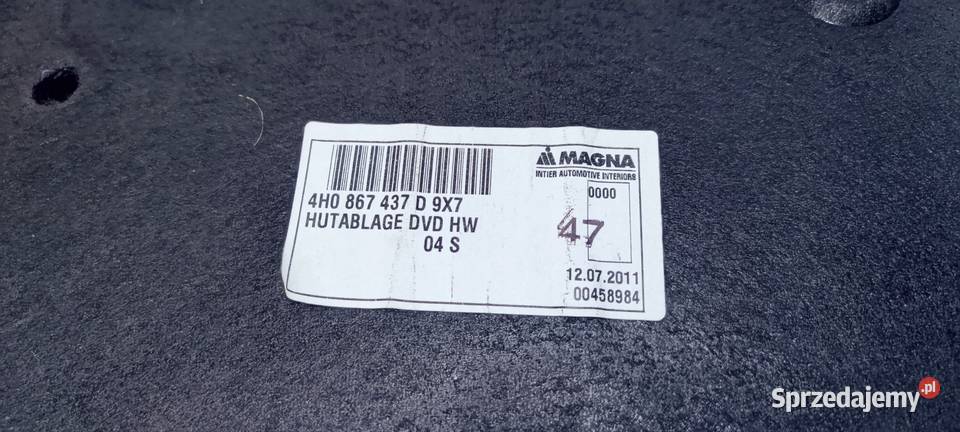 MAGNA
INTIER AUTOMOTIVE INTERIORS
4H0 867 437 D 9X7
HUTABLAGE DVD HW
04 S
0000
47
12.07.2011
00458984
Sprzedajemy.pl